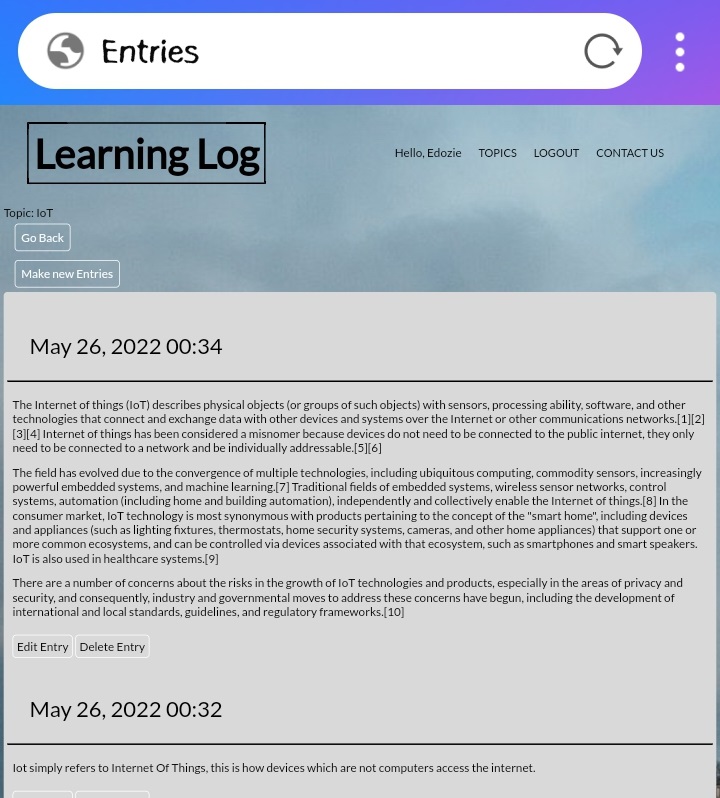 Entries
Learning Log
Hello, Edozie TOPICS LOGOUT CONTACT US
Topic: IoT
Go Back
Make new Entries
May 26, 2022 00:34
The Internet of things (IoT) describes physical objects (or groups of such objects) with sensors, processing ability, software, and other
technologies that connect and exchange data with other devices and systems over the Internet or other communications networks.[1][2]
[3][4] Internet of things has been considered a misnomer because devices do not need to be connected to the public internet, they only
need to be connected to a network and be individually addressable.[5][6]
The field has evolved due to the convergence of multiple technologies, including ubiquitous computing, commodity sensors, increasingly
powerful embedded systems, and machine learning.[7] Traditional fields of embedded systems, wireless sensor networks, control
systems, automation (including home and building automation), independently and collectively enable the Internet of things.[8] In the
consumer market, IoT technology is most synonymous with products pertaining to the concept of the "smart home", including devices
and appliances (such as lighting fixtures, thermostats, home security systems, cameras, and other home appliances) that support one or
more common ecosystems, and can be controlled via devices associated with that ecosystem, such as smartphones and smart speakers.
IoT is also used in healthcare systems.[9]
There are a number of concerns about the risks in the growth of IoT technologies and products, especially in the areas of privacy and
security, and consequently, industry and governmental moves to address these concerns have begun, including the development of
international and local standards, guidelines, and regulatory frameworks.[10]
Edit Entry Delete Entry
May 26, 2022 00:32
Iot simply refers to Internet Of Things, this is how devices which are not computers access the internet.